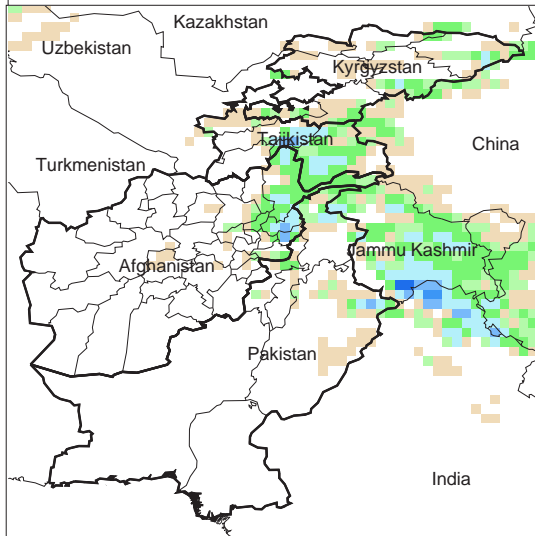 Kazakhstan
Uzbekistan
Kyrgyzstan
Tajikistan
China
Turkmenistan
Jammu Kashmir
Afghanistan
Pakistan
India